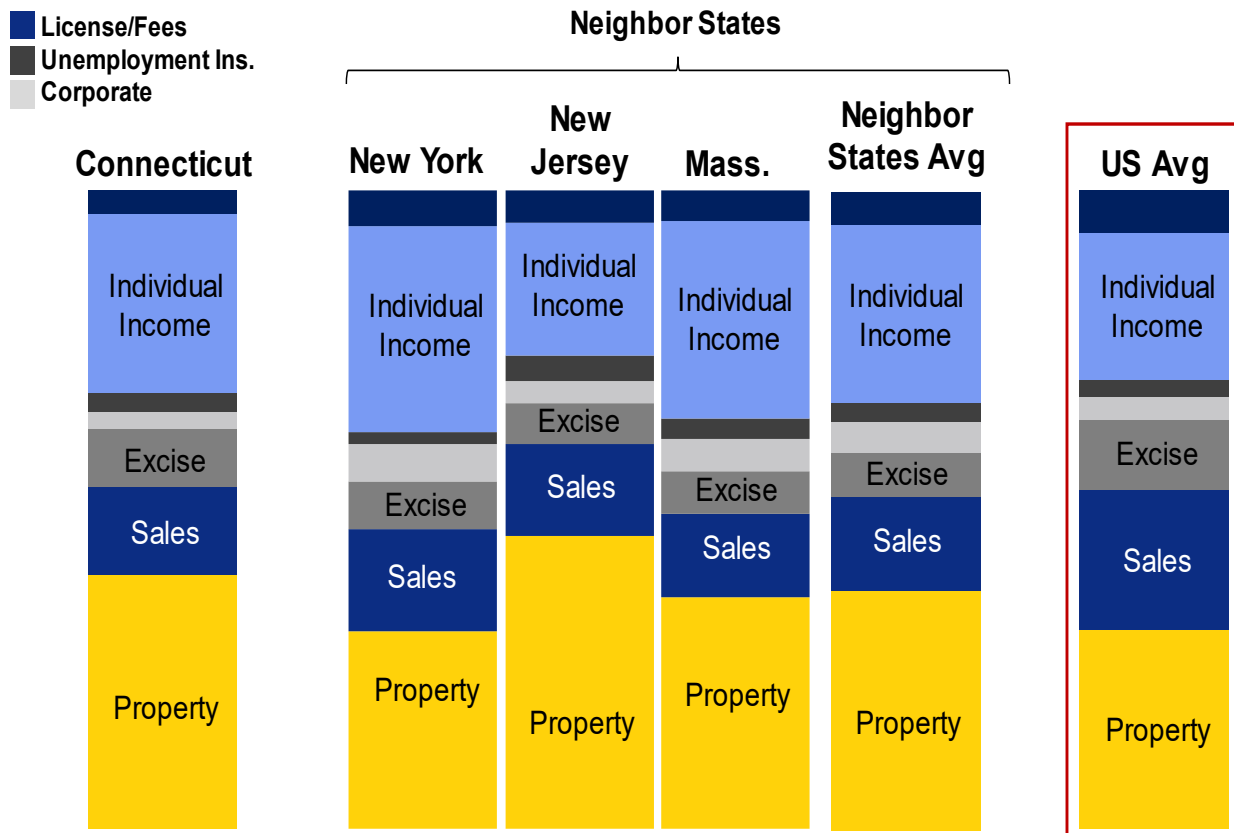 License/Fees
Unemployment Ins.
Corporate
Neighbor States
Connecticut
New York
New
Jersey
Mass.
Neighbor
States Avg
US Avg
Individual
Income
Excise
Sales
Property
Individual
Income
Excise
Sales
Property
Individual
Income
Excise
Sales
Property
Individual
Income
Excise
Sales
Property
Individual
Income
Excise
Sales
Property
Individual
Income
Excise
Sales
Property